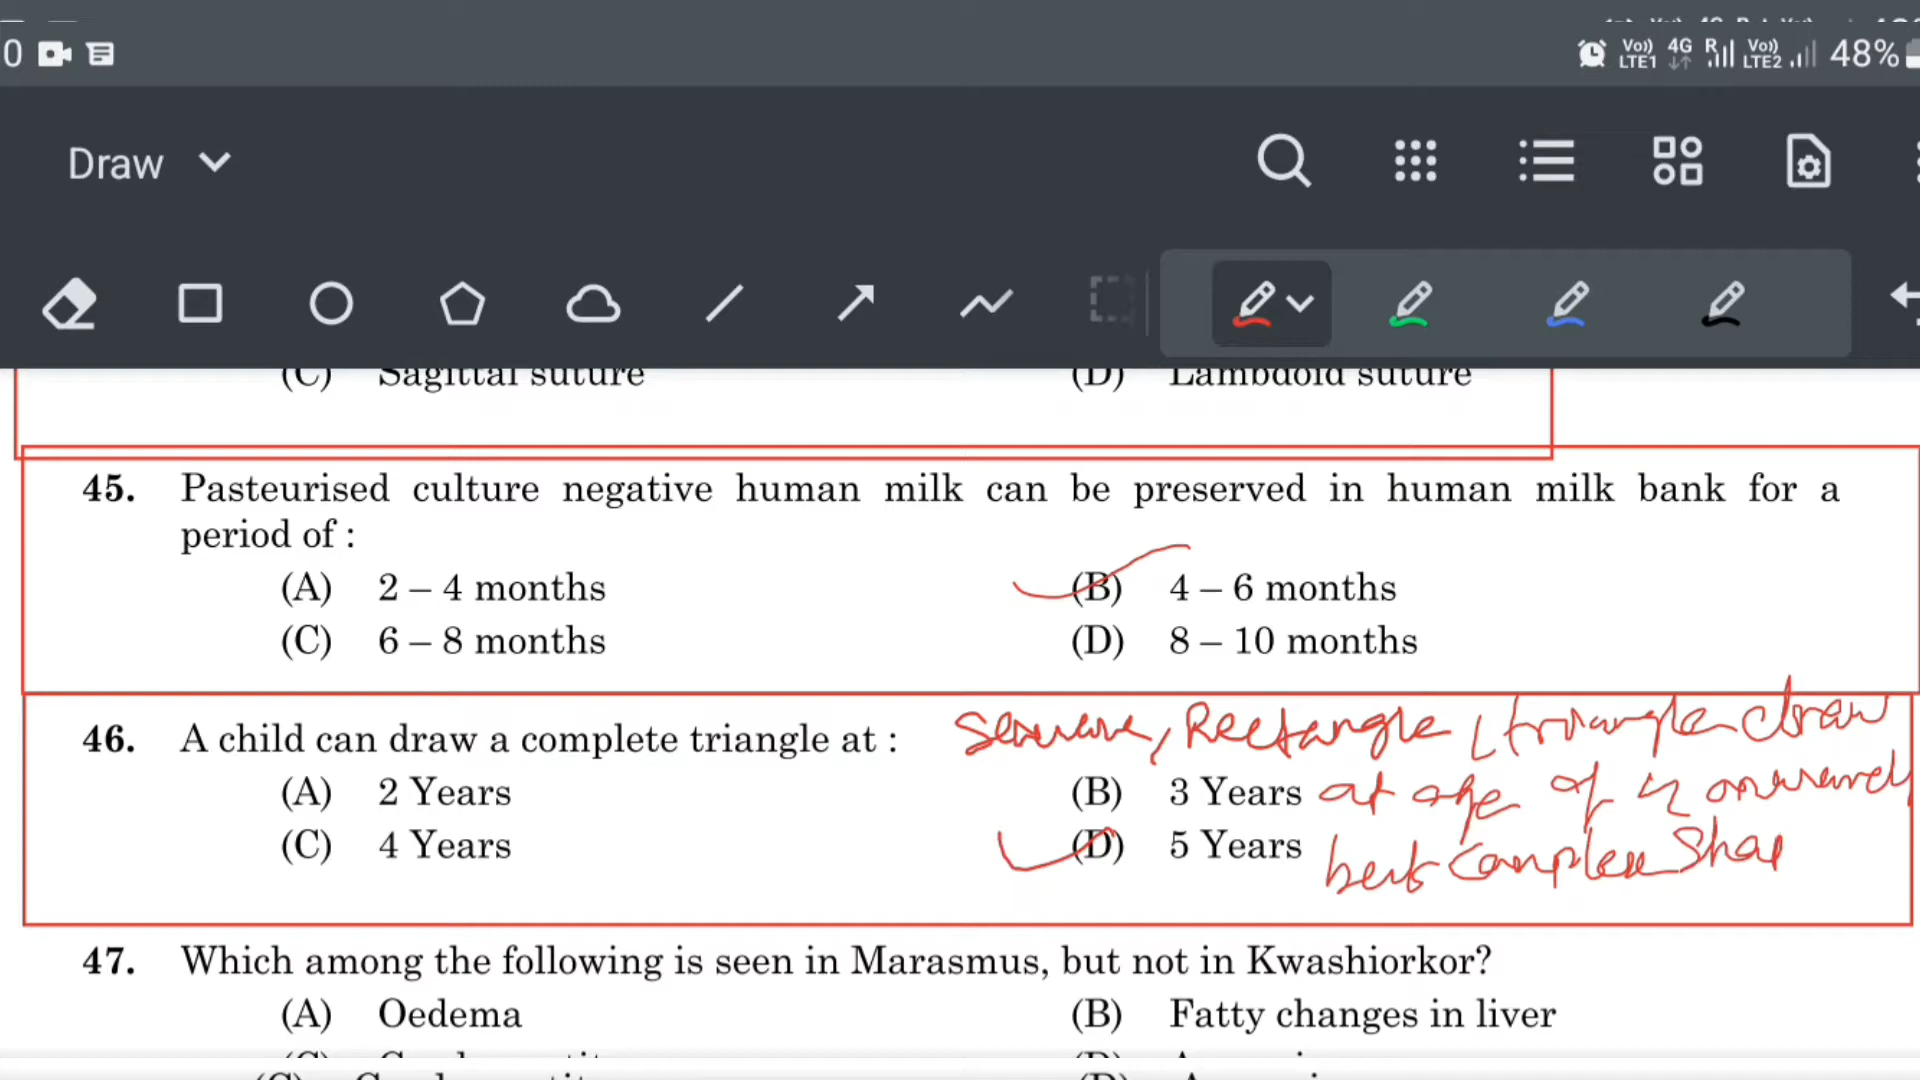 0
Vo)) LTE1 4G R Vo)) LTE2 48%
Draw
(C) Sagittal suture (D) Lambdoid suture
45. Pasteurised culture negative human milk can be preserved in human milk bank for a
period of :
(A) 2 – 4 months (B) 4 – 6 months
(C) 6 – 8 months (D) 8 – 10 months
46. A child can draw a complete triangle at : Rectangle triangle draw
(A) 2 Years (B) 3 Years at age of
(C) 4 Years (D) 5 Years Shap
47. Which among the following is seen in Marasmus, but not in Kwashiorkor?
(A) Oedema (B) Fatty changes in liver